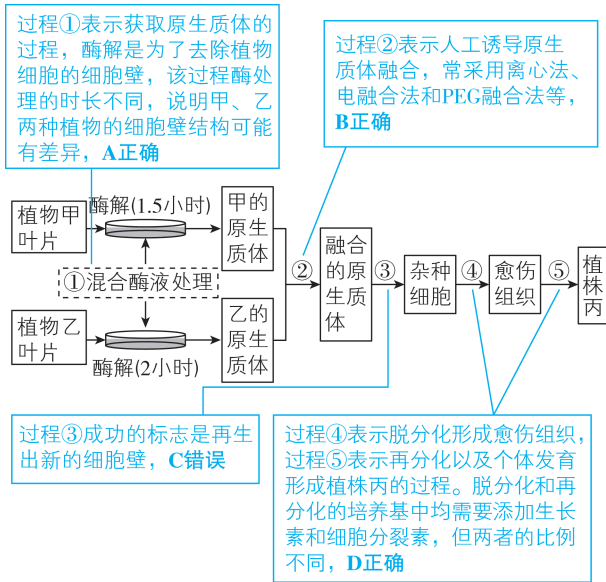 过程①表示获取原生质体的
过程，酶解是为了去除植物
细胞的细胞壁，该过程酶处
理的时长不同，说明甲、乙
两种植物的细胞壁结构可能
有差异，A正确
过程②表示人工诱导原生
质体融合，常采用离心法、
电融合法和PEG融合法等，
B正确
植物甲
叶片
酶解(1.5小时)
甲的
原生
质体
①混合酶液处理
植物乙
叶片
酶解(2小时)
乙的
原生
质体
②
融合
的原
生质
体
③
杂种
细胞
④
愈伤
组织
⑤
植
株
丙
过程③成功的标志是再生
出新的细胞壁，C错误
过程④表示脱分化形成愈伤组织，
过程⑤表示再分化以及个体发育
形成植株丙的过程。脱分化和再
分化的培养基中均需要添加生长
素和细胞分裂素，但两者的比例
不同，D正确